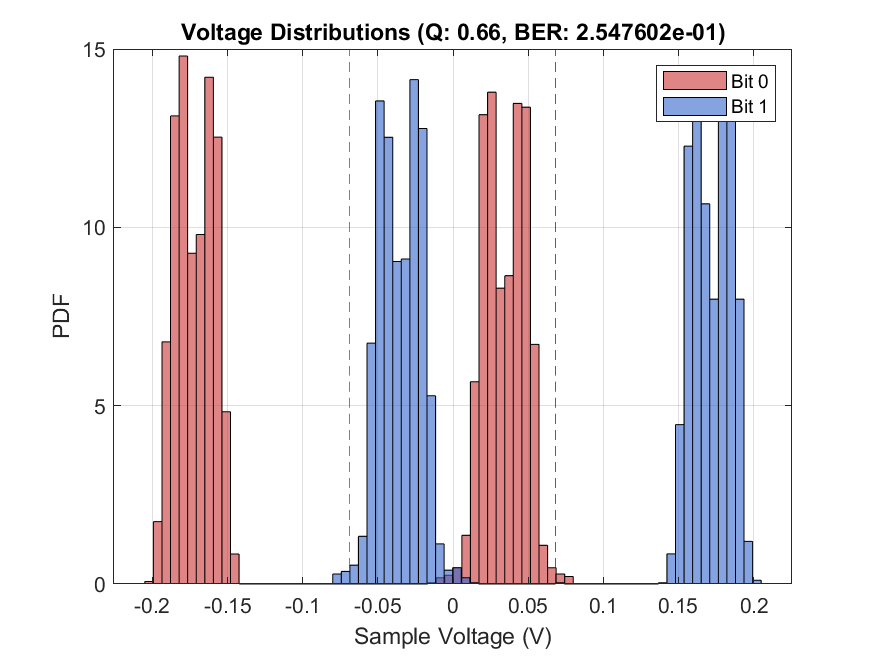 Voltage Distributions (Q: 0.66, BER: 2.547602e-01)
15
10
5
0
PDF
Bit 0
Bit 1
-0.2 -0.15 -0.1 -0.05 0 0.05 0.1 0.15 0.2
Sample Voltage (V)